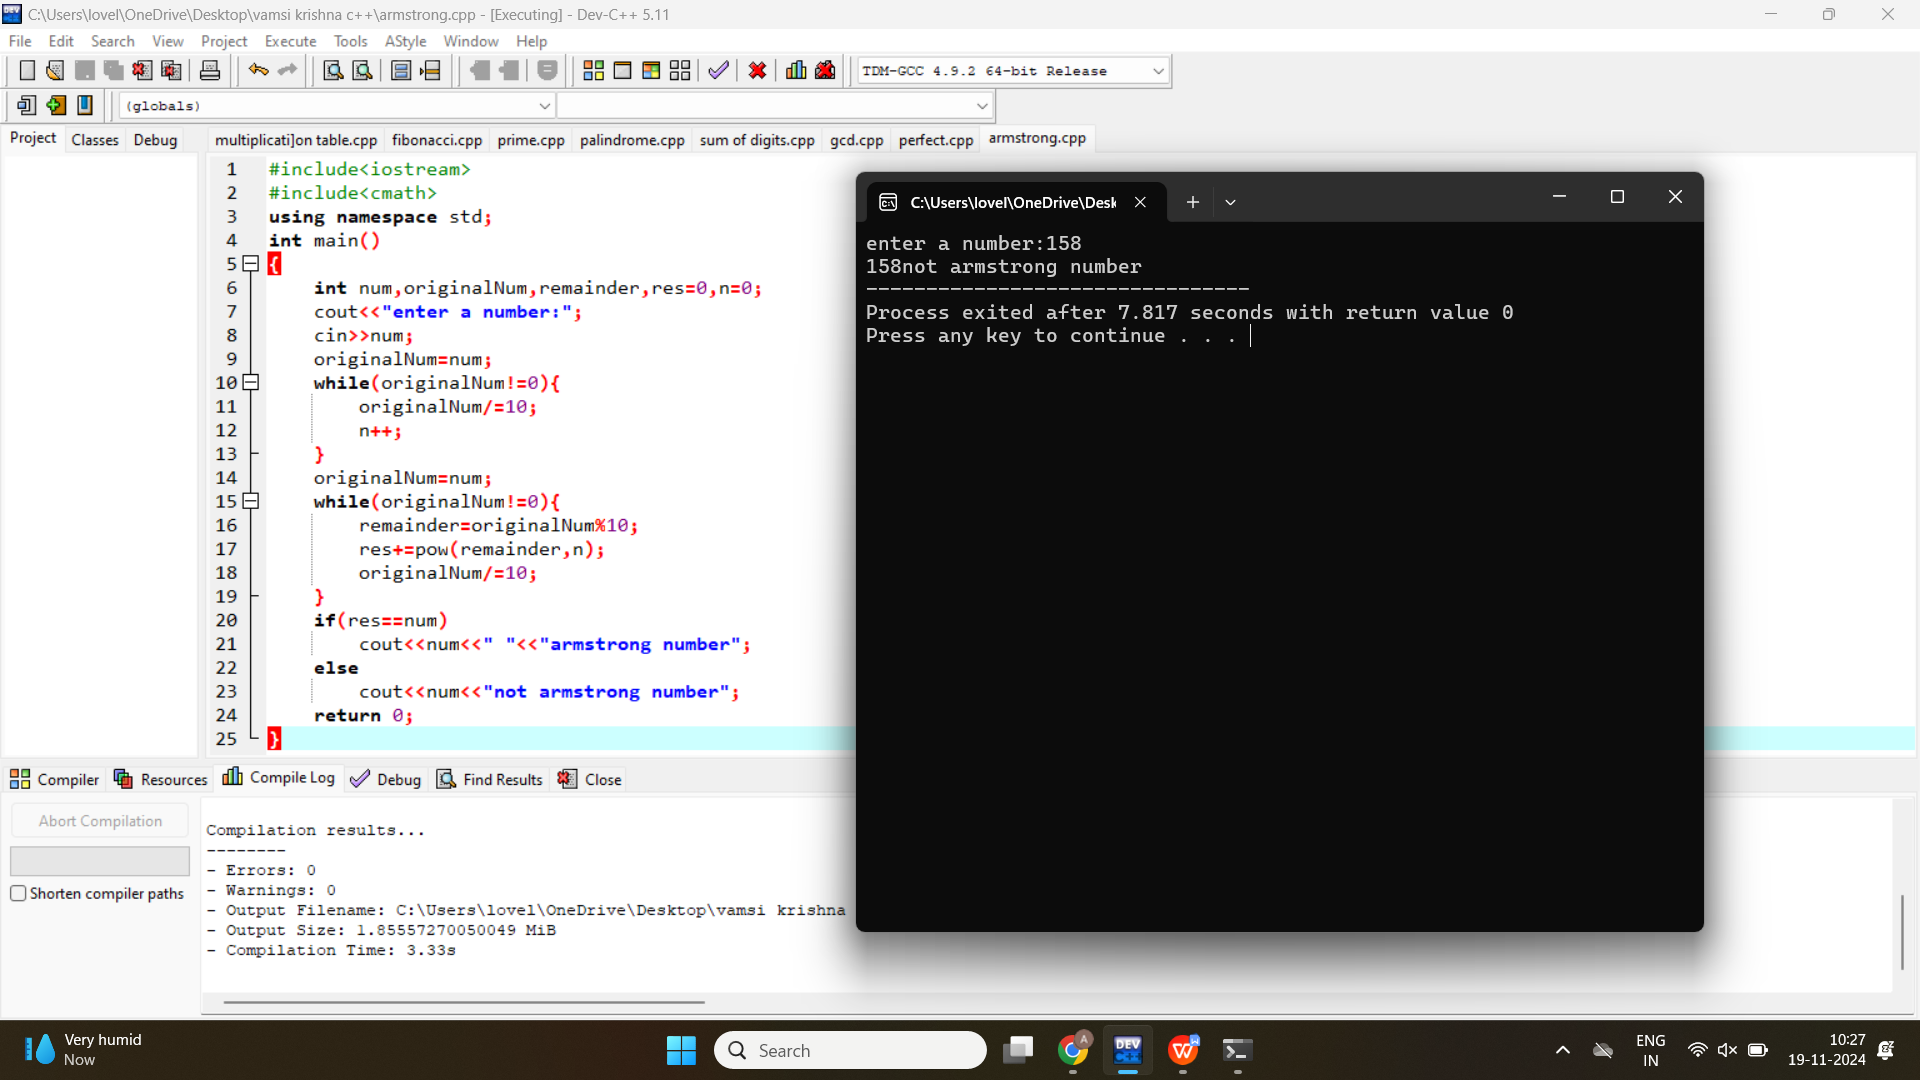 C:\Users\lovel\OneDrive\Desktop\vamsi krishna c++\armstrong.cpp - [Executing] - Dev-C++ 5.11
File Edit Search View Project Execute Tools AStyle Window Help
TDM-GCC 4.9.2 64-bit Release
(globals)
Project Classes Debug
multiplicati]on table.cpp fibonacci.cpp prime.cpp palindrome.cpp sum of digits.cpp gcd.cpp perfect.cpp armstrong.cpp
1 #include<iostream>
2 #include<cmath>
3 using namespace std;
4 int main()
5 {
6 int num,originalNum,remainder,res=0,n=0;
7 cout<<"enter a number:";
8 cin>>num;
9 originalNum=num;
10 while(originalNum!=0){
11 originalNum/=10;
12 n++;
13 }
14 originalNum=num;
15 while(originalNum!=0){
16 remainder=originalNum%10;
17 res+=pow(remainder,n);
18 originalNum/=10;
19 }
20 if(res==num)
21 cout<<num<<" "<<"armstrong number";
22 else
23 cout<<num<<"not armstrong number";
24 return 0;
25 }
C:\Users\lovel\OneDrive\Desk
enter a number:158
158not armstrong number
--------------------------------
Process exited after 7.817 seconds with return value 0
Press any key to continue . . .
Compiler Resources Compile Log Debug Find Results Close
Abort Compilation
Shorten compiler paths
Compilation results...
--------
- Errors: 0
- Warnings: 0
- Output Filename: C:\Users\lovel\OneDrive\Desktop\vamsi krishna
- Output Size: 1.85557270050049 MiB
- Compilation Time: 3.33s
Very humid
Now
Search
A
DEV
C++
W
ENG
IN
10:27
19-11-2024